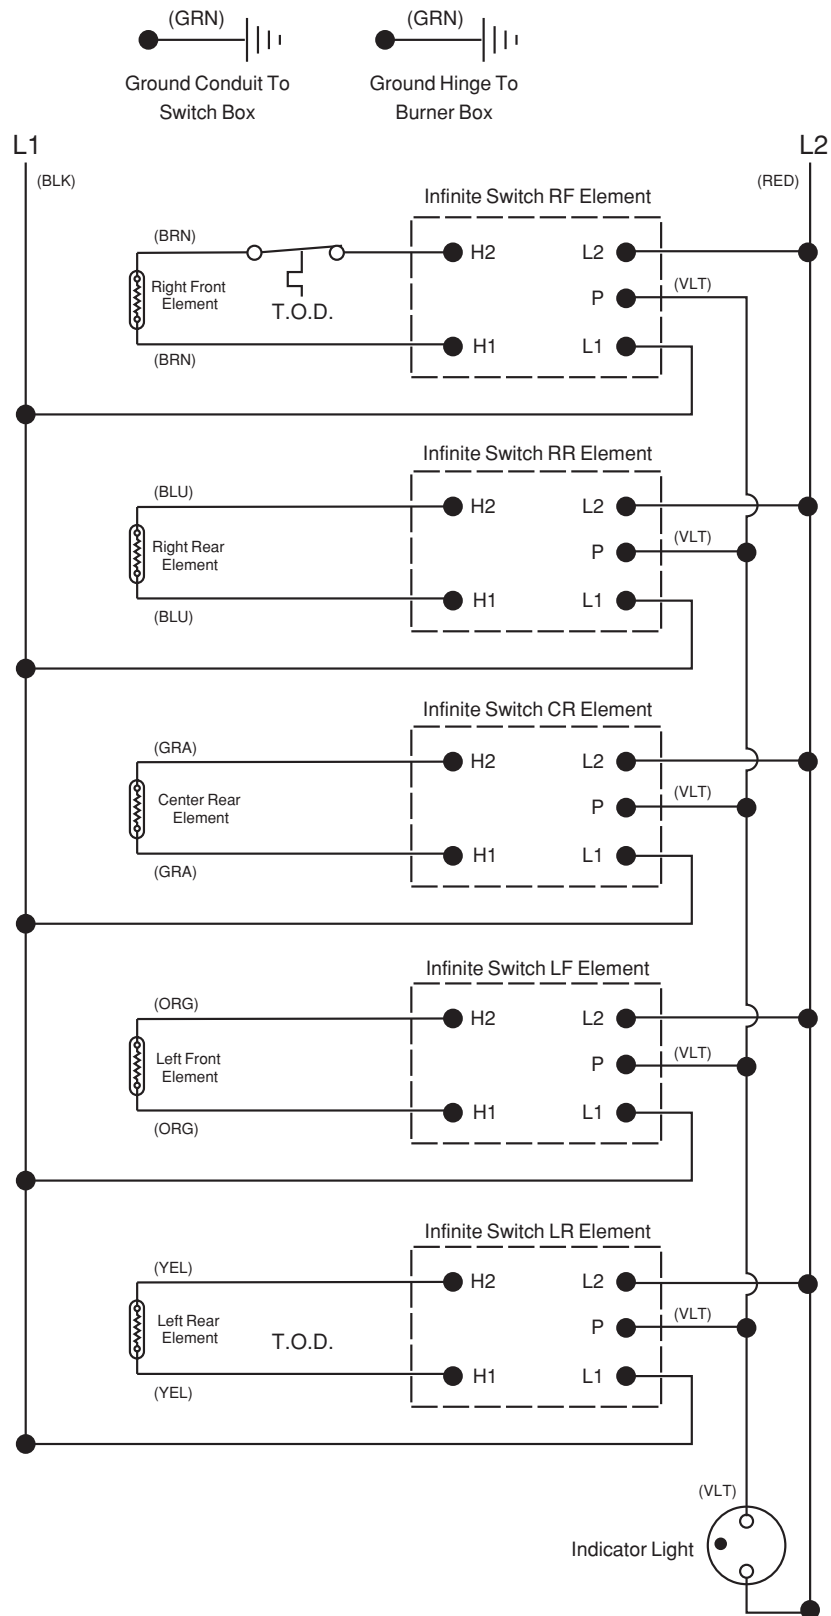 (GRN)
(GRN)
Ground Conduit To
Switch Box
Ground Hinge To
Burner Box
L1
L2
(BLK)
(RED)
Infinite Switch RF Element
(BRN)
H2
L2
Right Front
Element
T.O.D.
P
(VLT)
(BRN)
H1
L1
Infinite Switch RR Element
(BLU)
H2
L2
Right Rear
Element
P
(VLT)
(BLU)
H1
L1
Infinite Switch CR Element
(GRA)
H2
L2
Center Rear
Element
P
(VLT)
(GRA)
H1
L1
Infinite Switch LF Element
(ORG)
H2
L2
Left Front
Element
P
(VLT)
(ORG)
H1
L1
Infinite Switch LR Element
(YEL)
H2
L2
Left Rear
Element
T.O.D.
P
(VLT)
(YEL)
H1
L1
(VLT)
Indicator Light